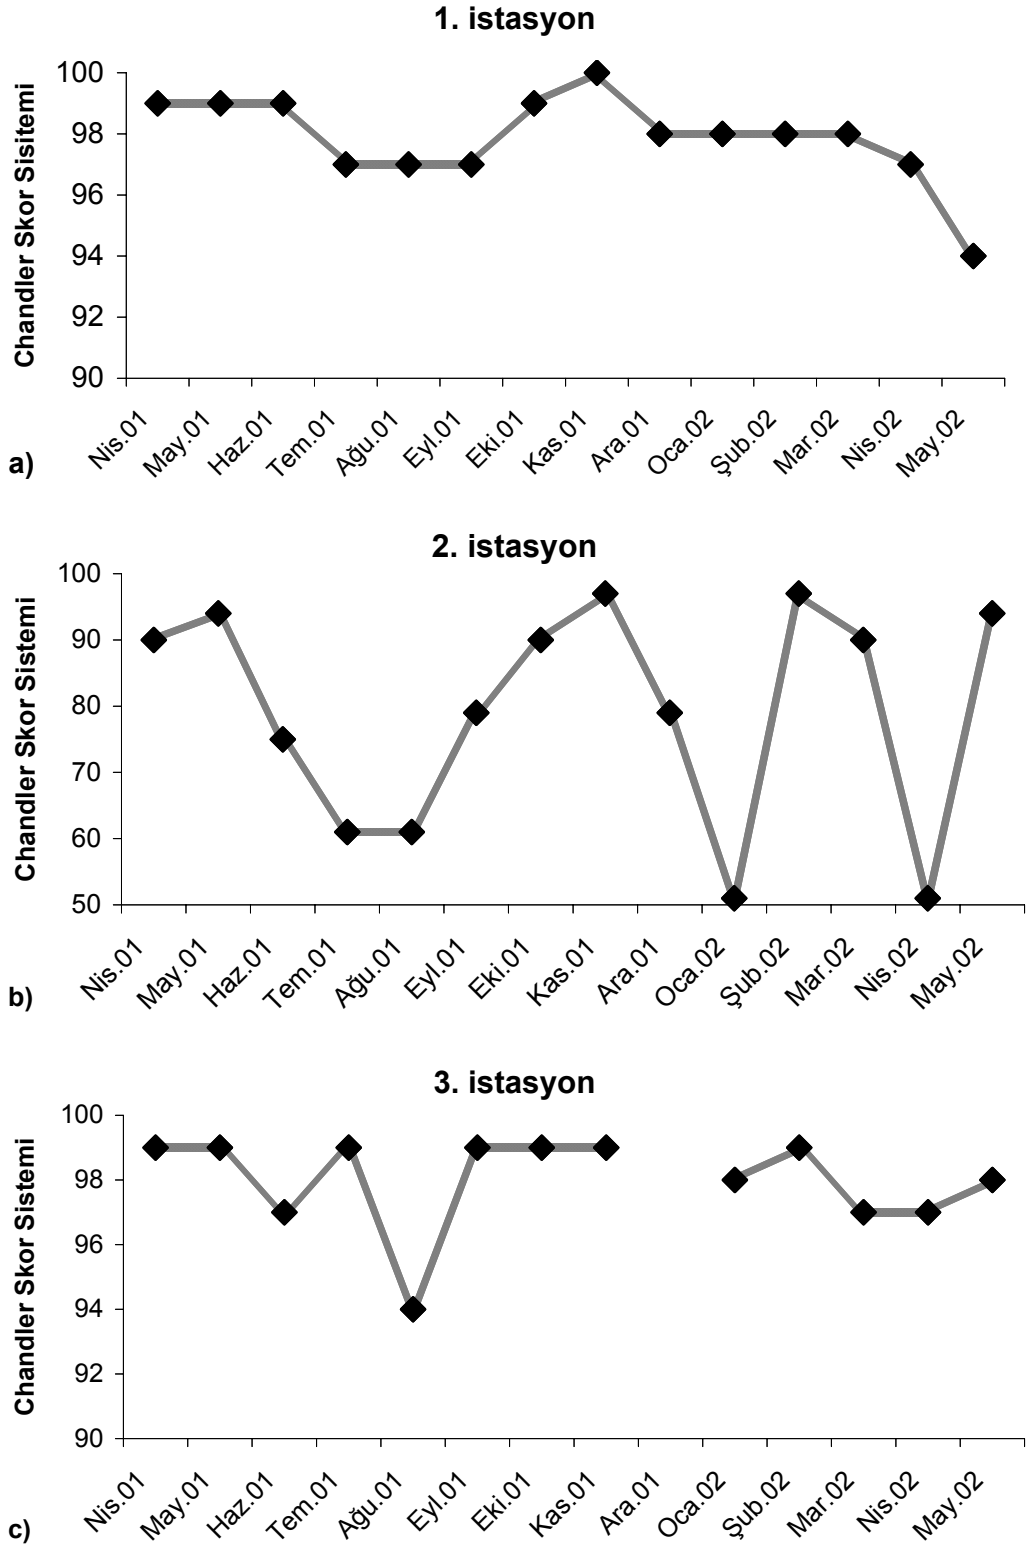 1. istasyon
Chandler Skor Sisitemi
100
98
96
94
92
90
Nis.01 May.01 Haz.01 Tem.01 Ağu.01 Eyl.01 Eki.01 Kas.01 Ara.01 Oca.02 Şub.02 Mar.02 Nis.02 May.02
a)
2. istasyon
Chandler Skor Sistemi
100
90
80
70
60
50
Nis.01 May.01 Haz.01 Tem.01 Ağu.01 Eyl.01 Eki.01 Kas.01 Ara.01 Oca.02 Şub.02 Mar.02 Nis.02 May.02
b)
3. istasyon
Chandler Skor Sistemi
100
98
96
94
92
90
Nis.01 May.01 Haz.01 Tem.01 Ağu.01 Eyl.01 Eki.01 Kas.01 Ara.01 Oca.02 Şub.02 Mar.02 Nis.02 May.02
c)